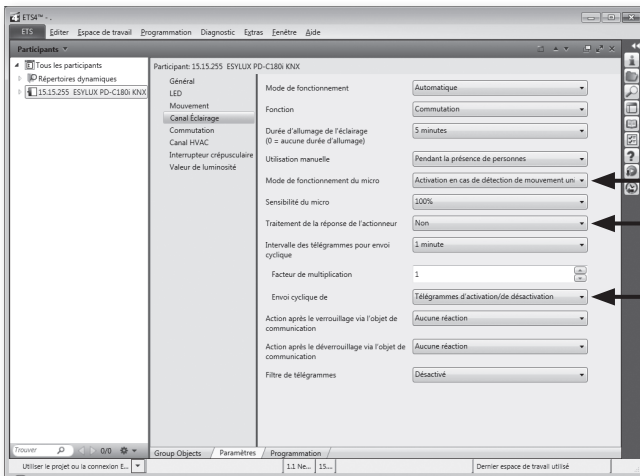 ETS4™ - .
ETS Editer Espace de travail Programmation Diagnostic Extras Fenêtre Aide
Participants
Tous les participants
Répertoires dynamiques
15.15.255 ESYLUX PD-C180i KNX
Participant: 15.15.255 ESYLUX PD-C180i KNX
Général
LED
Mouvement
Canal Éclairage
Commutation
Canal HVAC
Interrupteur crépusculaire
Valeur de luminosité
Mode de fonctionnement Automatique
Fonction Commutation
Durée d'allumage de l'éclairage 5 minutes
(0 = aucune durée d'allumage)
Utilisation manuelle Pendant la présence de personnes
Mode de fonctionnement du micro Activation en cas de détection de mouvement uni
Sensibilité du micro 100%
Traitement de la réponse de l'actionneur Non
Intervalle des télégrammes pour envoi 1 minute
cyclique
Facteur de multiplication 1
Envoi cyclique de Télégrammes d'activation/de désactivation
Action après le verrouillage via l'objet de Aucune réaction
communication
Action après le déverrouillage via l'objet de Aucune réaction
communication
Filtre de télégrammes Désactivé
Trouver 0/0
Group Objects Paramètres Programmation
Utiliser le projet ou la connexion E... 1.1 Ne... 15.... Dernier espace de travail utilisé